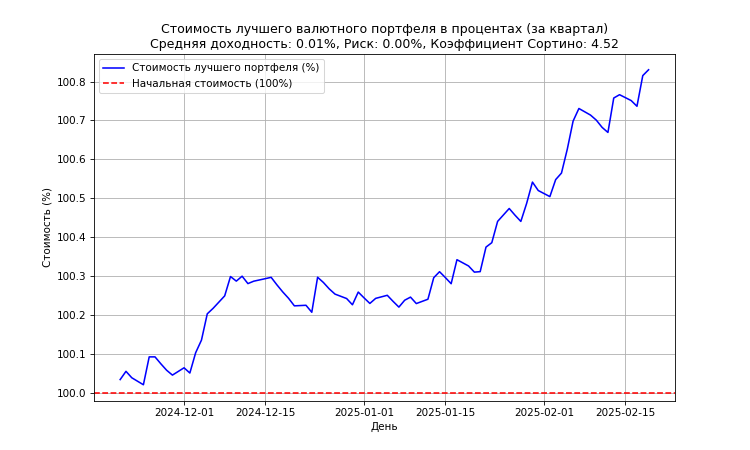 Стоимость лучшего валютного портфеля в процентах (за квартал)
Средняя доходность: 0.01%, Риск: 0.00%, Коэффициент Сортино: 4.52
Стоимость лучшего портфеля (%)
Начальная стоимость (100%)
Стоимость (%)
100.8
100.7
100.6
100.5
100.4
100.3
100.2
100.1
100.0
2024-12-01
2024-12-15
2025-01-01
2025-01-15
2025-02-01
2025-02-15
День